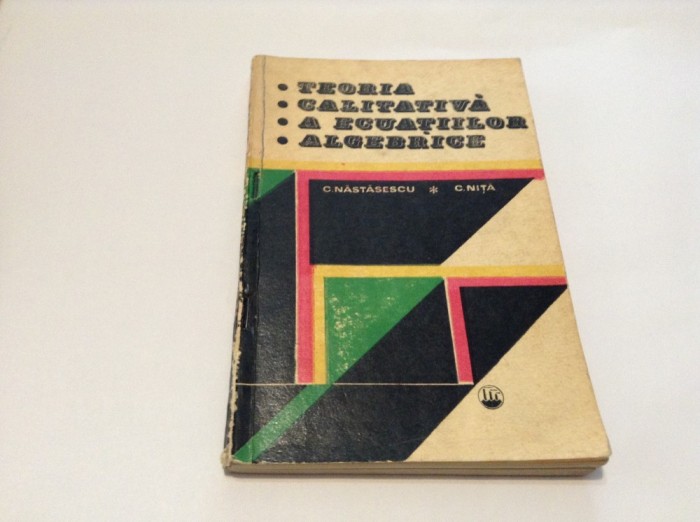 • TEORIA
• CALITATIVĂ
• A ECUAȚIILOR
• ALGEBRICE
C. NĂSTĂSESCU * C. NIȚĂ